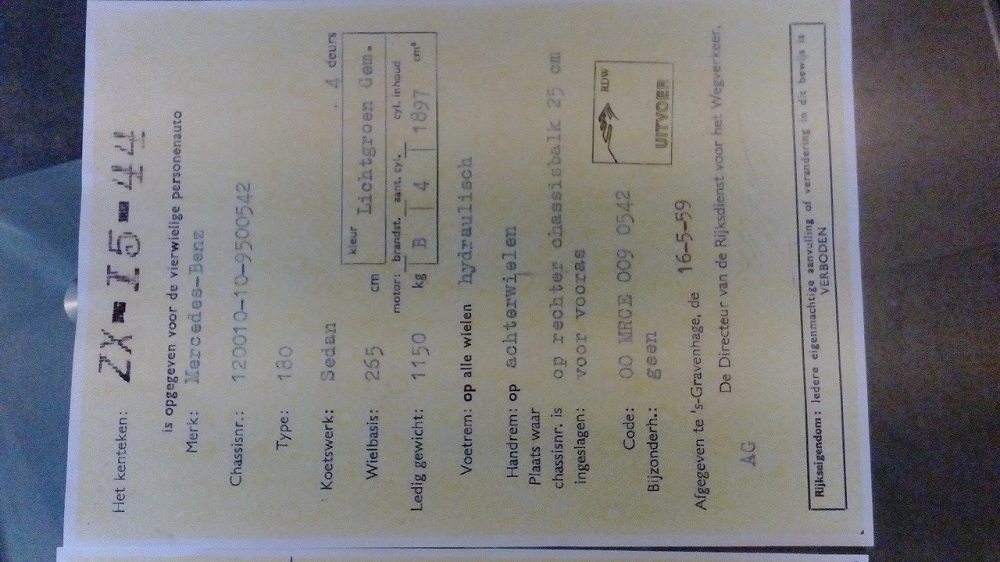 Het kenteken: ZX-15-44
is opgegeven voor de vierwielige personenauto
Merk: Mercedes-Benz
Chassisnr.: 120010-10-9500542
Type: 180
Koetswerk: Sedan 4 deurs
kleur Lichtgroen Gem.
Wielbasis: 265 cm
motor: brandst. aant. cyl. cyl. inhoud
Ledig gewicht: 1150 kg B 4 1897 cm³
Voetrem: op alle wielen hydraulisch
Handrem: op achterwielen
Plaats waar
chassisnr. is op rechter chassisbalk 25 cm
ingeslagen: voor vooras
Code: 00 MRCE 009 0542
Bijzonderh.: geen
RDW
UITVOER
Afgegeven te 's-Gravenhage, de 16-5-59
De Directeur van de Rijksdienst voor het Wegverkeer,
AG
Rijkseigendom: Iedere eigenmachtige aanvulling of verandering in dit bewijs is
VERBODEN